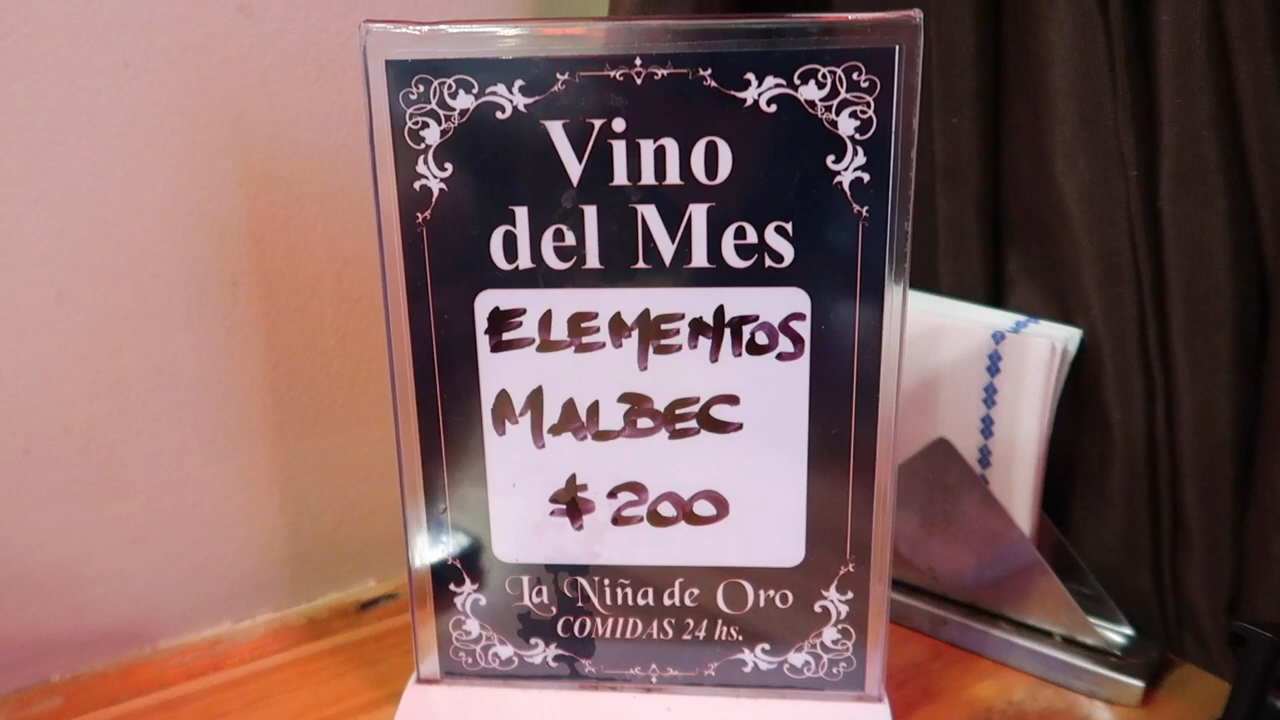 Vino
del Mes
ELEMENTOS
MALBEC
$200
La Niña de Oro
COMIDAS 24 hs.